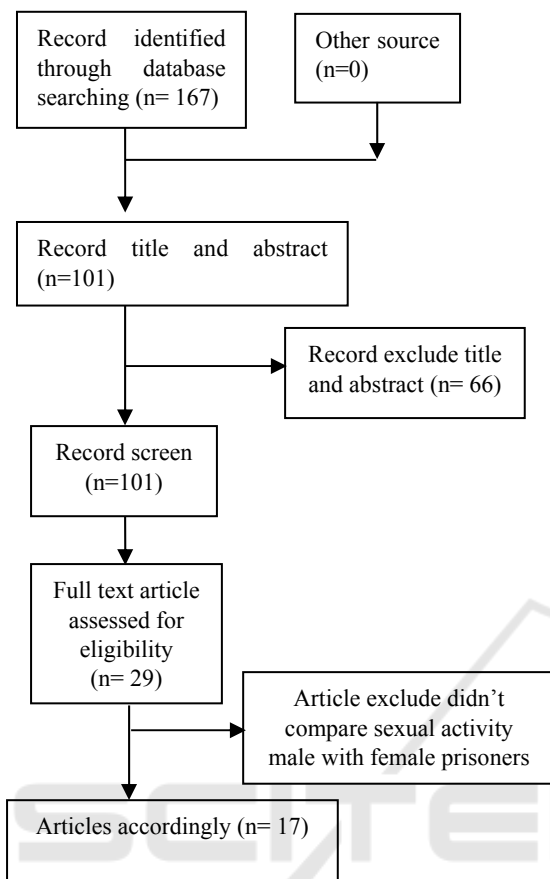 Record identified
through database
searching (n= 167)
Other source
(n=0)
Record title and abstract
(n=101)
Record exclude title
and abstract (n= 66)
Record screen
(n=101)
Full text article
assessed for
eligibility
(n= 29)
Article exclude didn’t
compare sexual activity
male with female prisoners
Articles accordingly (n= 17)
SCITE